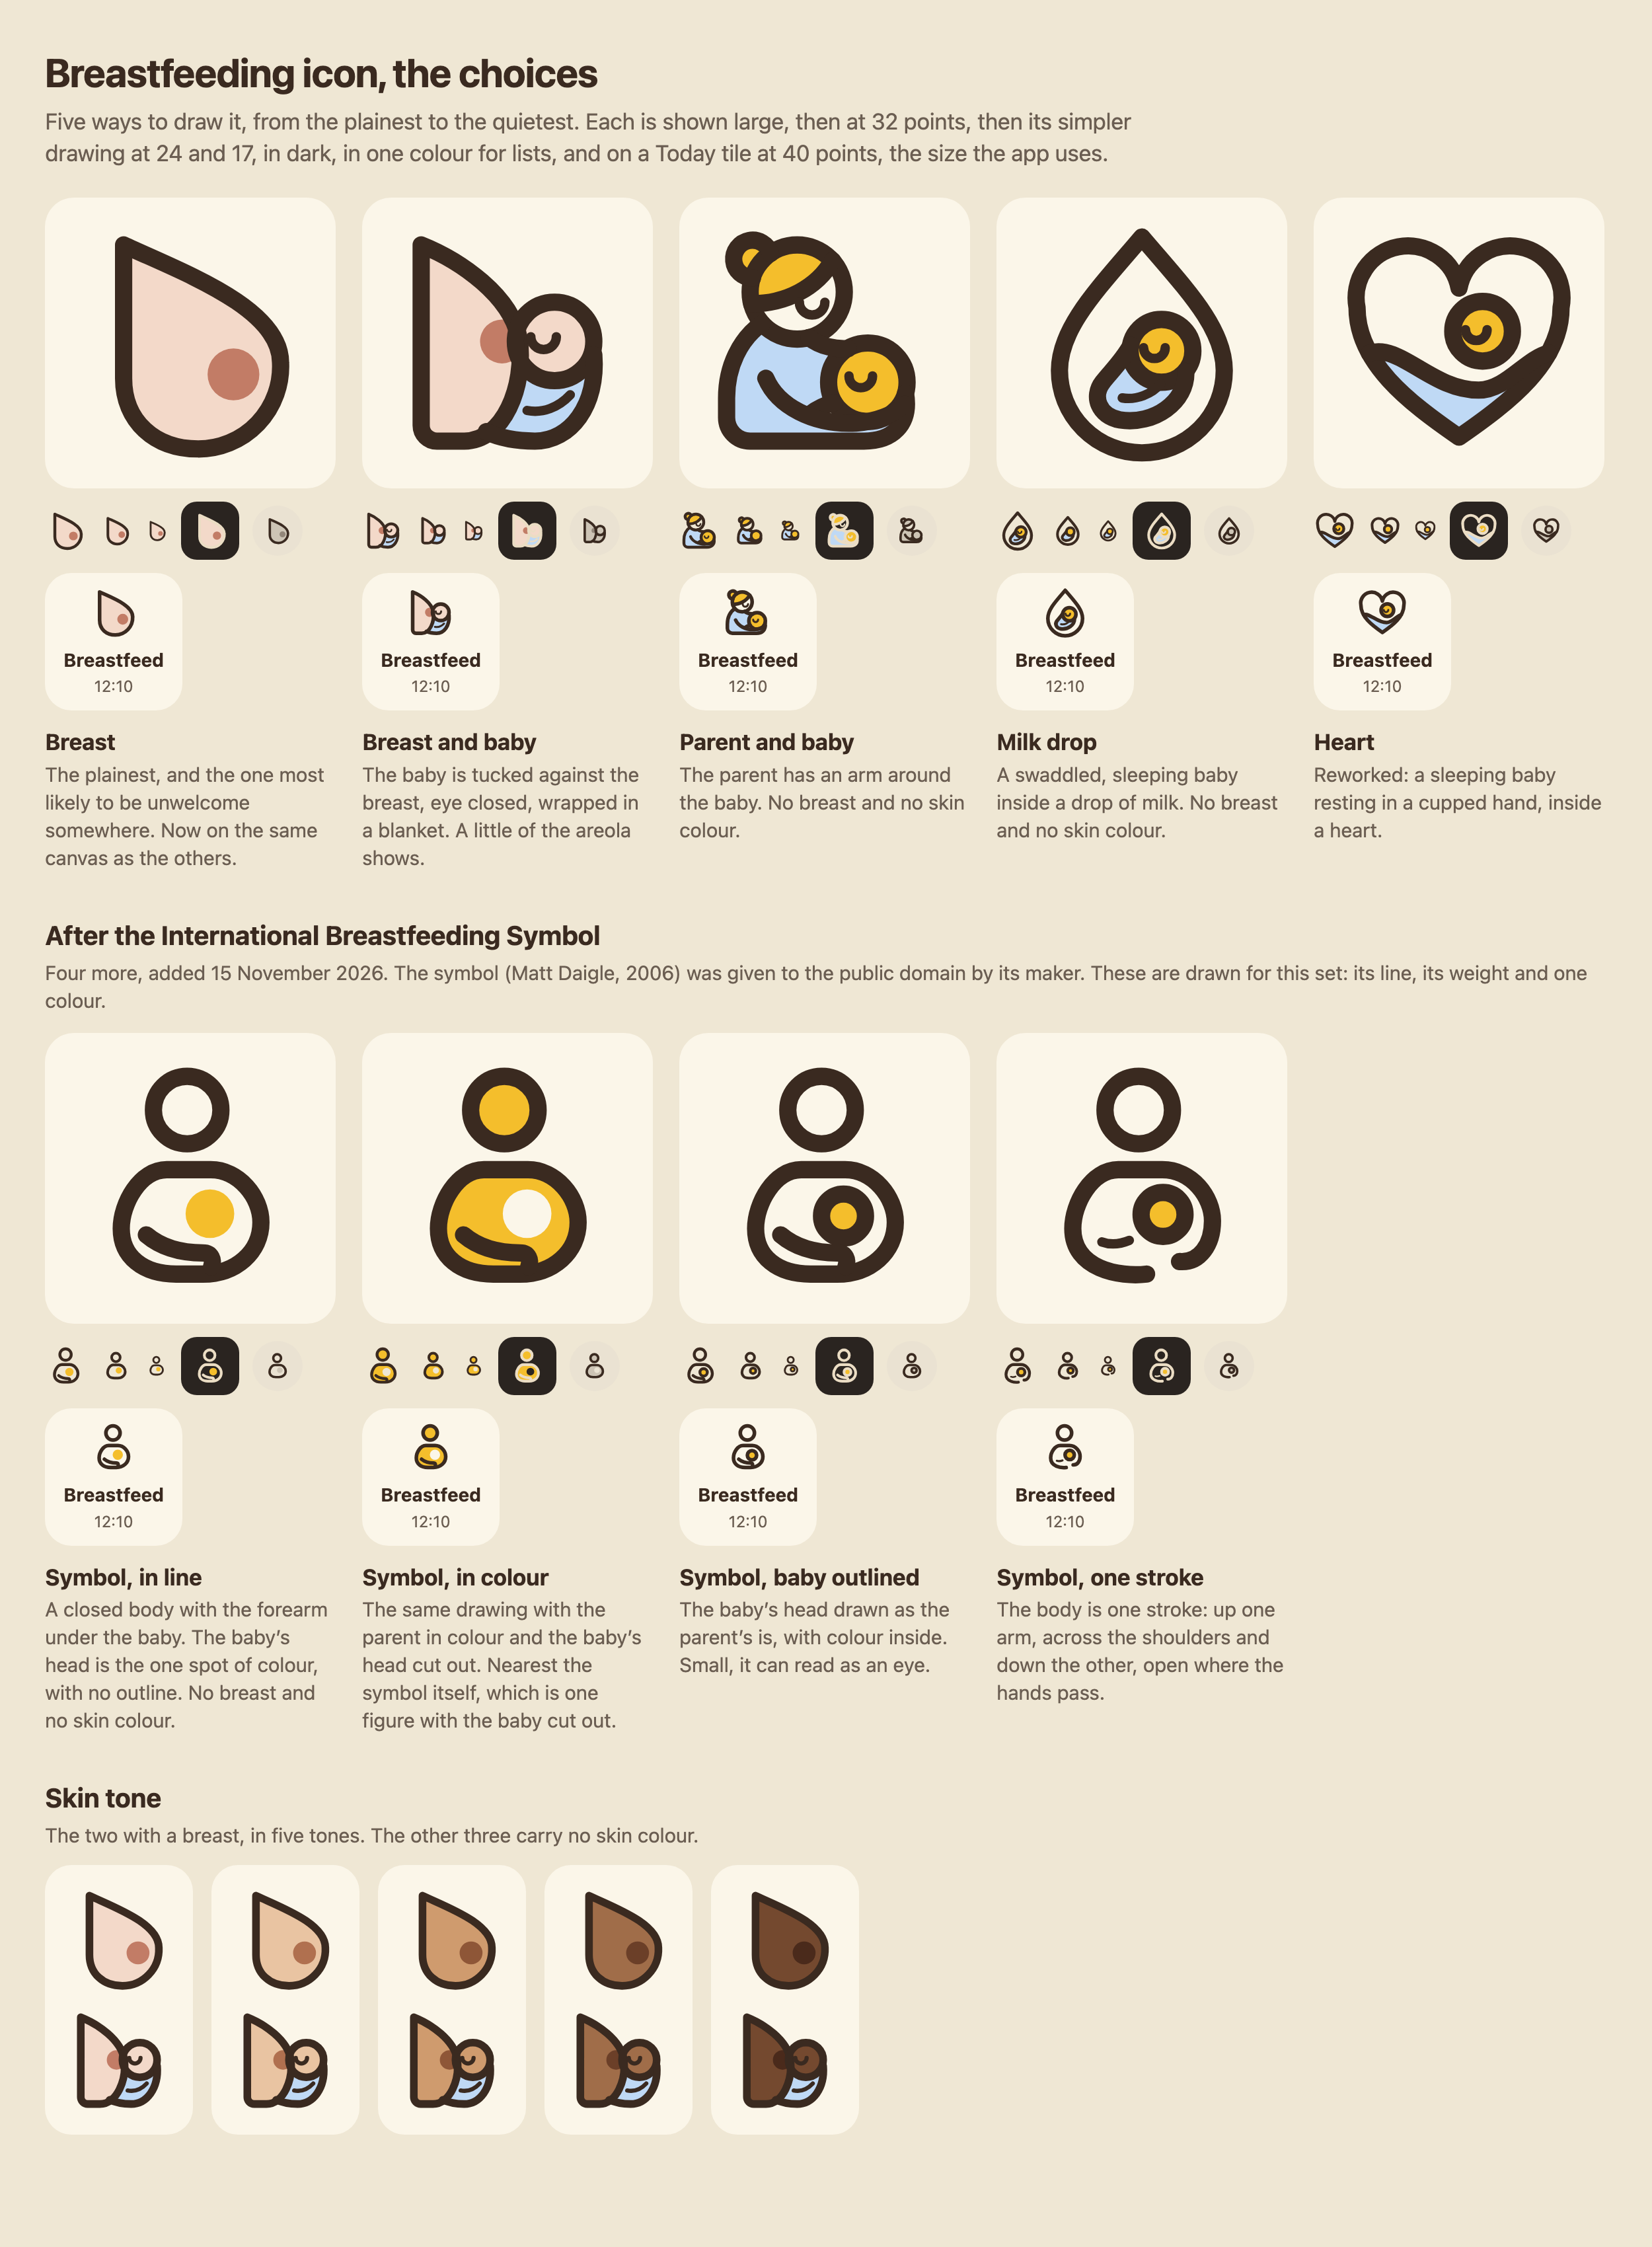 Breastfeeding icon, the choices
Five ways to draw it, from the plainest to the quietest. Each is shown large, then at 32 points, then its simpler
drawing at 24 and 17, in dark, in one colour for lists, and on a Today tile at 40 points, the size the app uses.
Breastfeed
12:10
Breast
The plainest, and the one most
likely to be unwelcome
somewhere. Now on the same
canvas as the others.
Breastfeed
12:10
Breast and baby
The baby is tucked against the
breast, eye closed, wrapped in
a blanket. A little of the areola
shows.
Breastfeed
12:10
Parent and baby
The parent has an arm around
the baby. No breast and no skin
colour.
Breastfeed
12:10
Milk drop
A swaddled, sleeping baby
inside a drop of milk. No breast
and no skin colour.
Breastfeed
12:10
Heart
Reworked: a sleeping baby
resting in a cupped hand, inside
a heart.
After the International Breastfeeding Symbol
Four more, added 15 November 2026. The symbol (Matt Daigle, 2006) was given to the public domain by its maker. These are drawn for this set: its line, its weight and one
colour.
Breastfeed
12:10
Symbol, in line
A closed body with the forearm
under the baby. The baby’s
head is the one spot of colour,
with no outline. No breast and
no skin colour.
Breastfeed
12:10
Symbol, in colour
The same drawing with the
parent in colour and the baby’s
head cut out. Nearest the
symbol itself, which is one
figure with the baby cut out.
Breastfeed
12:10
Symbol, baby outlined
The baby’s head drawn as the
parent’s is, with colour inside.
Small, it can read as an eye.
Breastfeed
12:10
Symbol, one stroke
The body is one stroke: up one
arm, across the shoulders and
down the other, open where the
hands pass.
Skin tone
The two with a breast, in five tones. The other three carry no skin colour.